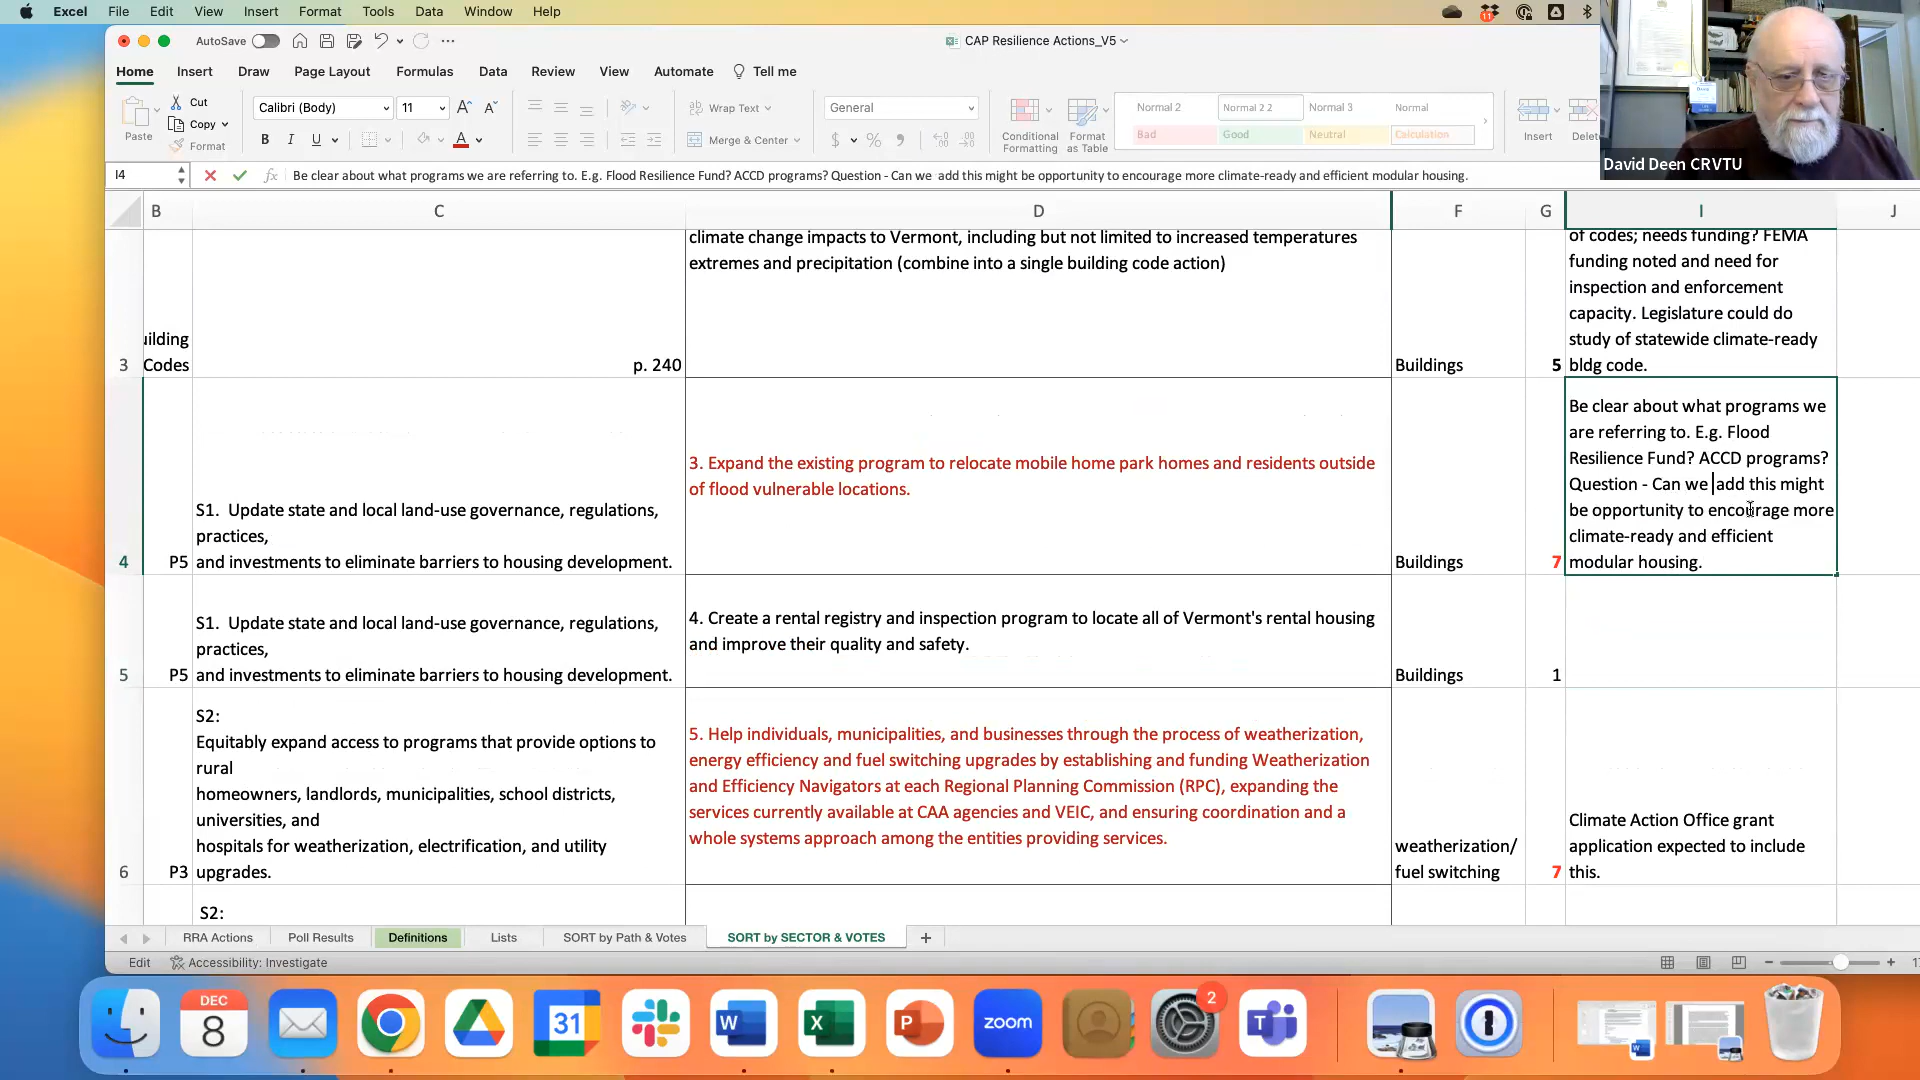 Excel File Edit View Insert Format Tools Data Window Help
11
AutoSave
CAP Resilience Actions_V5
Home Insert Draw Page Layout Formulas Data Review View Automate Tell me
Paste
Cut
Copy
Format
Calibri (Body) 11
B I U
Wrap Text
Merge & Center
General
$ %
Conditional Formatting
Format as Table
Normal 2 Normal 2 2 Normal 3 Normal
Bad Good Neutral Calculation
Insert
Delet
David Deen CRVTU
I4
fx Be clear about what programs we are referring to. E.g. Flood Resilience Fund? ACCD programs? Question - Can we add this might be opportunity to encourage more climate-ready and efficient modular housing.
B C D F G I J
climate change impacts to Vermont, including but not limited to increased temperatures
extremes and precipitation (combine into a single building code action)
of codes; needs funding? FEMA
funding noted and need for
inspection and enforcement
capacity. Legislature could do
study of statewide climate-ready
bldg code.
uilding
Codes
3
p. 240
Buildings
5
3. Expand the existing program to relocate mobile home park homes and residents outside
of flood vulnerable locations.
Be clear about what programs we
are referring to. E.g. Flood
Resilience Fund? ACCD programs?
Question - Can we add this might
be opportunity to encourage more
climate-ready and efficient
modular housing.
S1. Update state and local land-use governance, regulations,
practices,
and investments to eliminate barriers to housing development.
4
P5
Buildings
7
S1. Update state and local land-use governance, regulations,
practices,
and investments to eliminate barriers to housing development.
4. Create a rental registry and inspection program to locate all of Vermont's rental housing
and improve their quality and safety.
5
P5
Buildings
1
S2:
Equitably expand access to programs that provide options to
rural
homeowners, landlords, municipalities, school districts,
universities, and
hospitals for weatherization, electrification, and utility
upgrades.
5. Help individuals, municipalities, and businesses through the process of weatherization,
energy efficiency and fuel switching upgrades by establishing and funding Weatherization
and Efficiency Navigators at each Regional Planning Commission (RPC), expanding the
services currently available at CAA agencies and VEIC, and ensuring coordination and a
whole systems approach among the entities providing services.
6
P3
weatherization/
fuel switching
7
Climate Action Office grant
application expected to include
this.
S2:
RRA Actions Poll Results Definitions Lists SORT by Path & Votes SORT by SECTOR & VOTES
Edit Accessibility: Investigate
DEC
8
31
W
X
P
zoom
2
T